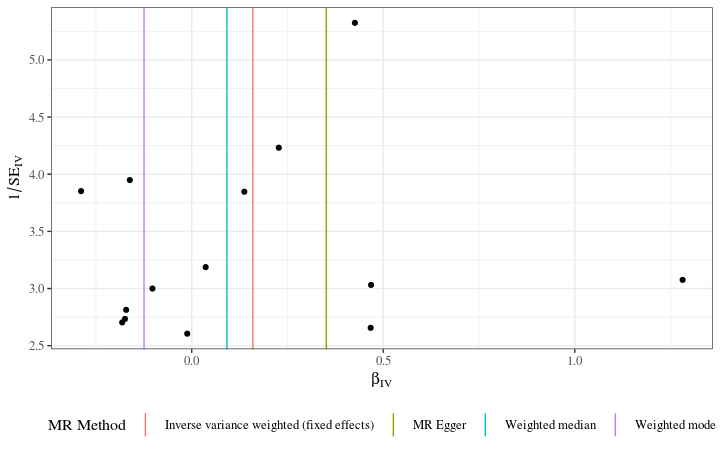 1/SE_IV
5.0
4.5
4.0
3.5
3.0
2.5
0.0 0.5 1.0
β_IV
MR Method Inverse variance weighted (fixed effects) MR Egger Weighted median Weighted mode